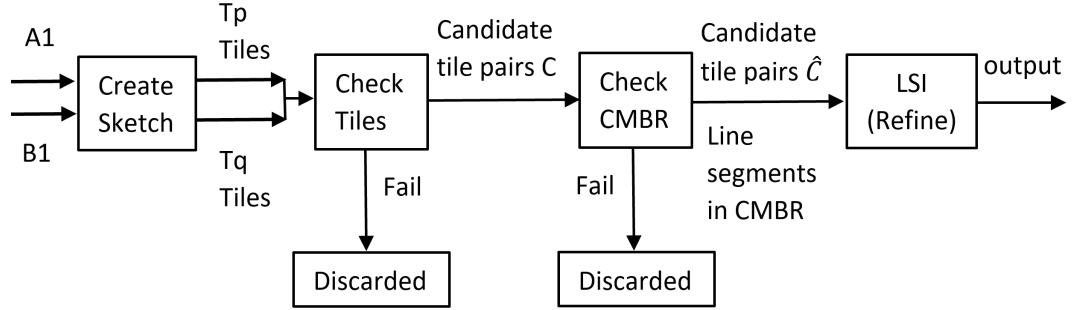 A1
B1
Create
Sketch
Tp
Tiles
Tq
Tiles
Check
Tiles
Fail
Discarded
Candidate
tile pairs C
Check
CMBR
Fail
Discarded
Candidate
tile pairs Ĉ
Line
segments
in CMBR
LSI
(Refine)
output